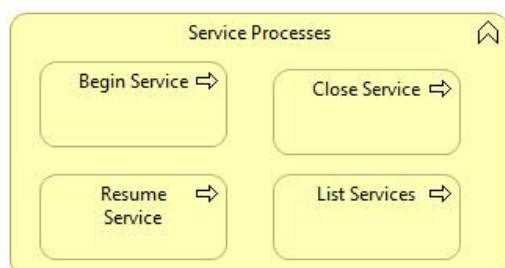 Service Processes
Begin Service
Close Service
Resume
Service
List Services